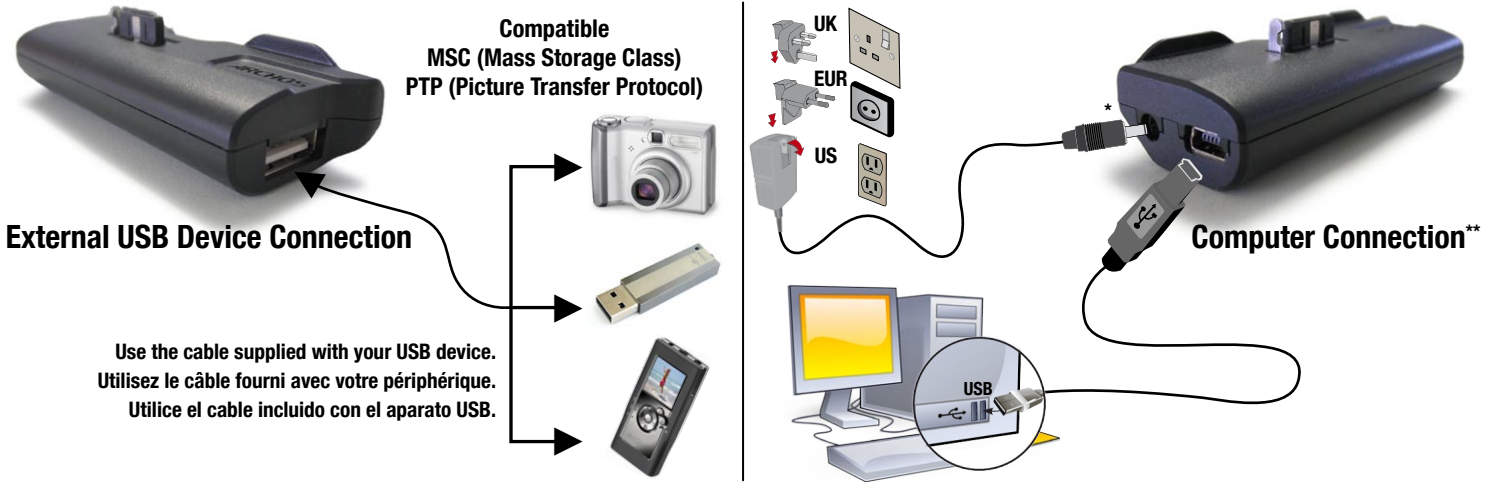 Compatible
MSC (Mass Storage Class)
PTP (Picture Transfer Protocol)
ARCHOS
External USB Device Connection
Use the cable supplied with your USB device.
Utilisez le câble fourni avec votre périphérique.
Utilice el cable incluido con el aparato USB.
UK
EUR
US
*
Computer Connection**
USB